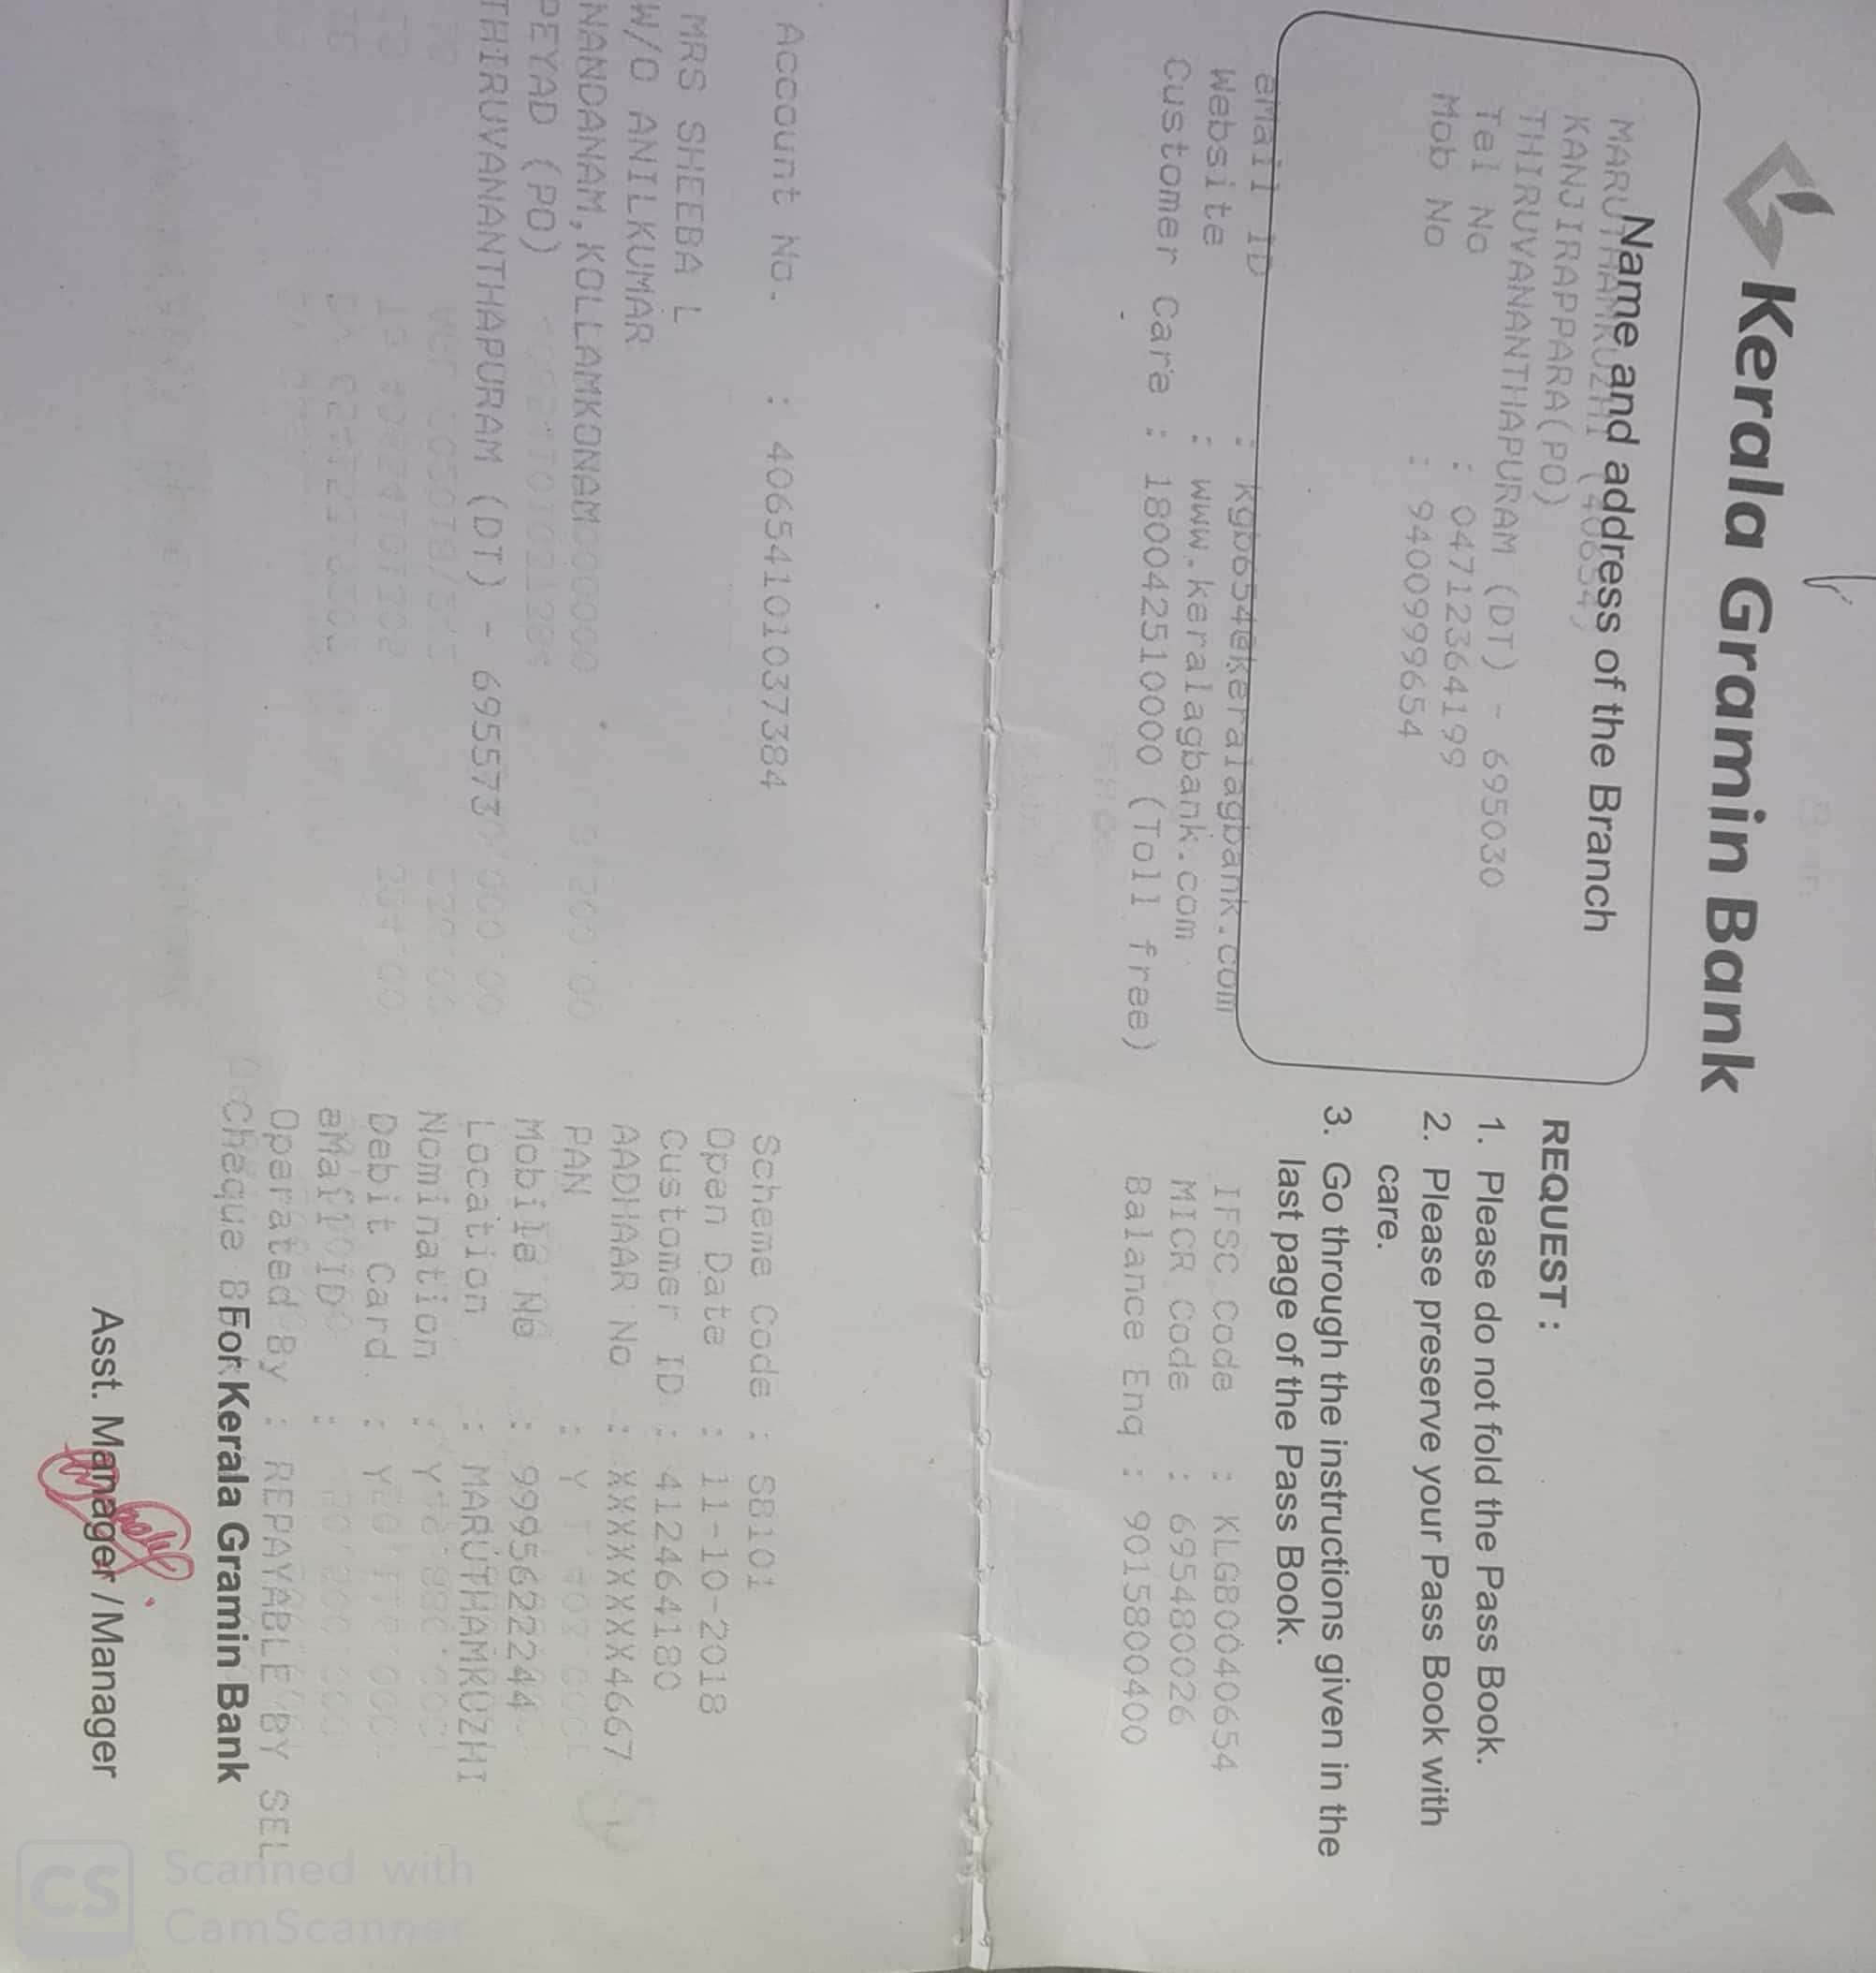 Kerala Gramin Bank
Name and address of the Branch
MARUTHAMKUZHI (40654)
KANJIRAPPARA(PO)
THIRUVANANTHAPURAM (DT) - 695030
Tel No : 04712364199
Mob No : 9400999654
eMail ID : kgb654@keralagbank.com
Website : www.keralagbank.com
Customer Care : 180042510000 (Toll free)
REQUEST :
1. Please do not fold the Pass Book.
2. Please preserve your Pass Book with
care.
3. Go through the instructions given in the
last page of the Pass Book.
IFSC Code : KLGB0040654
MICR Code : 695480026
Balance Enq : 9015800400
Account No. : 40654101037384
MRS SHEEBA L
W/O ANILKUMAR
NANDANAM,KOLLAMKONAM
PEYAD (PO)
THIRUVANANTHAPURAM (DT) - 695573
Scheme Code : SB101
Open Date : 11-10-2018
Customer ID : 412464180
AADHAAR No : XXXXXXXX4667
PAN : Y
Mobile No : 9995622244
Location : MARUTHAMKUZHI
Nomination : Y
Debit Card : Y
eMail ID :
Operated By : REPAYABLE BY SEL
Cheque
For Kerala Gramin Bank
Asst. Manager / Manager
CS
Scanned with
CamScanner